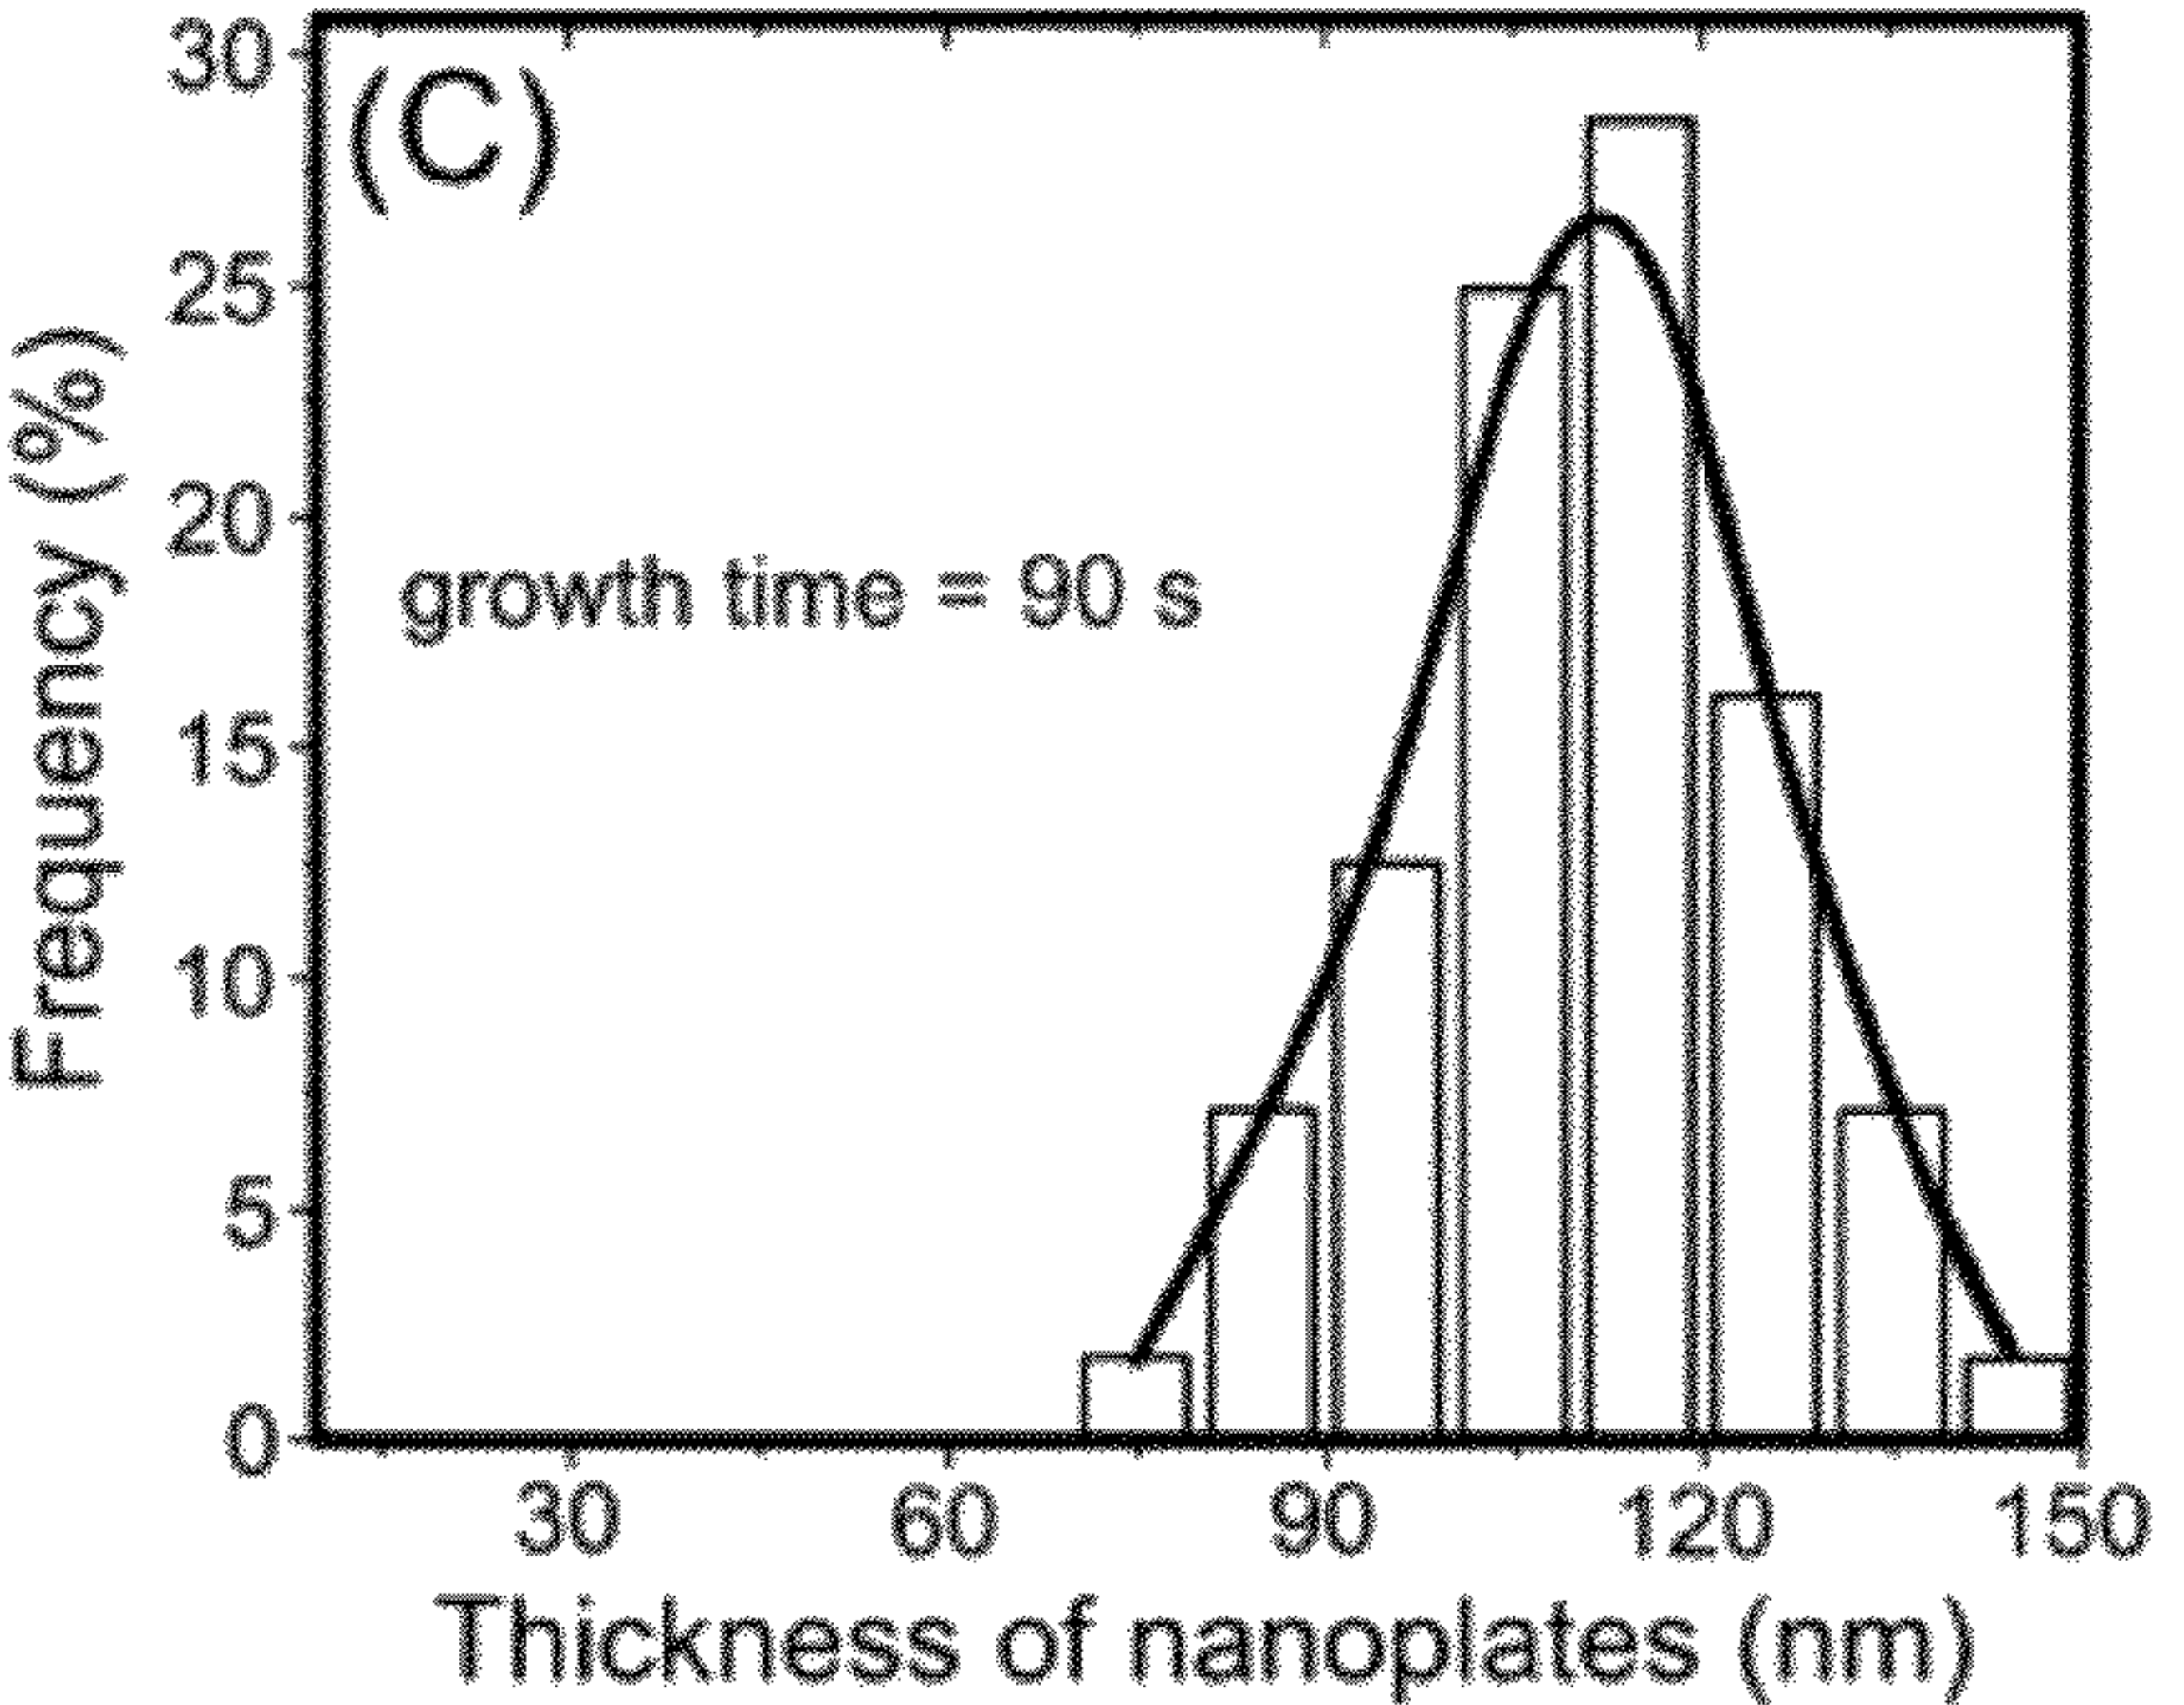 (C)
30
25
20
15
10
5
0
Frequency (%)
growth time = 90 s
30 60 90 120 150
Thickness of nanoplates (nm)